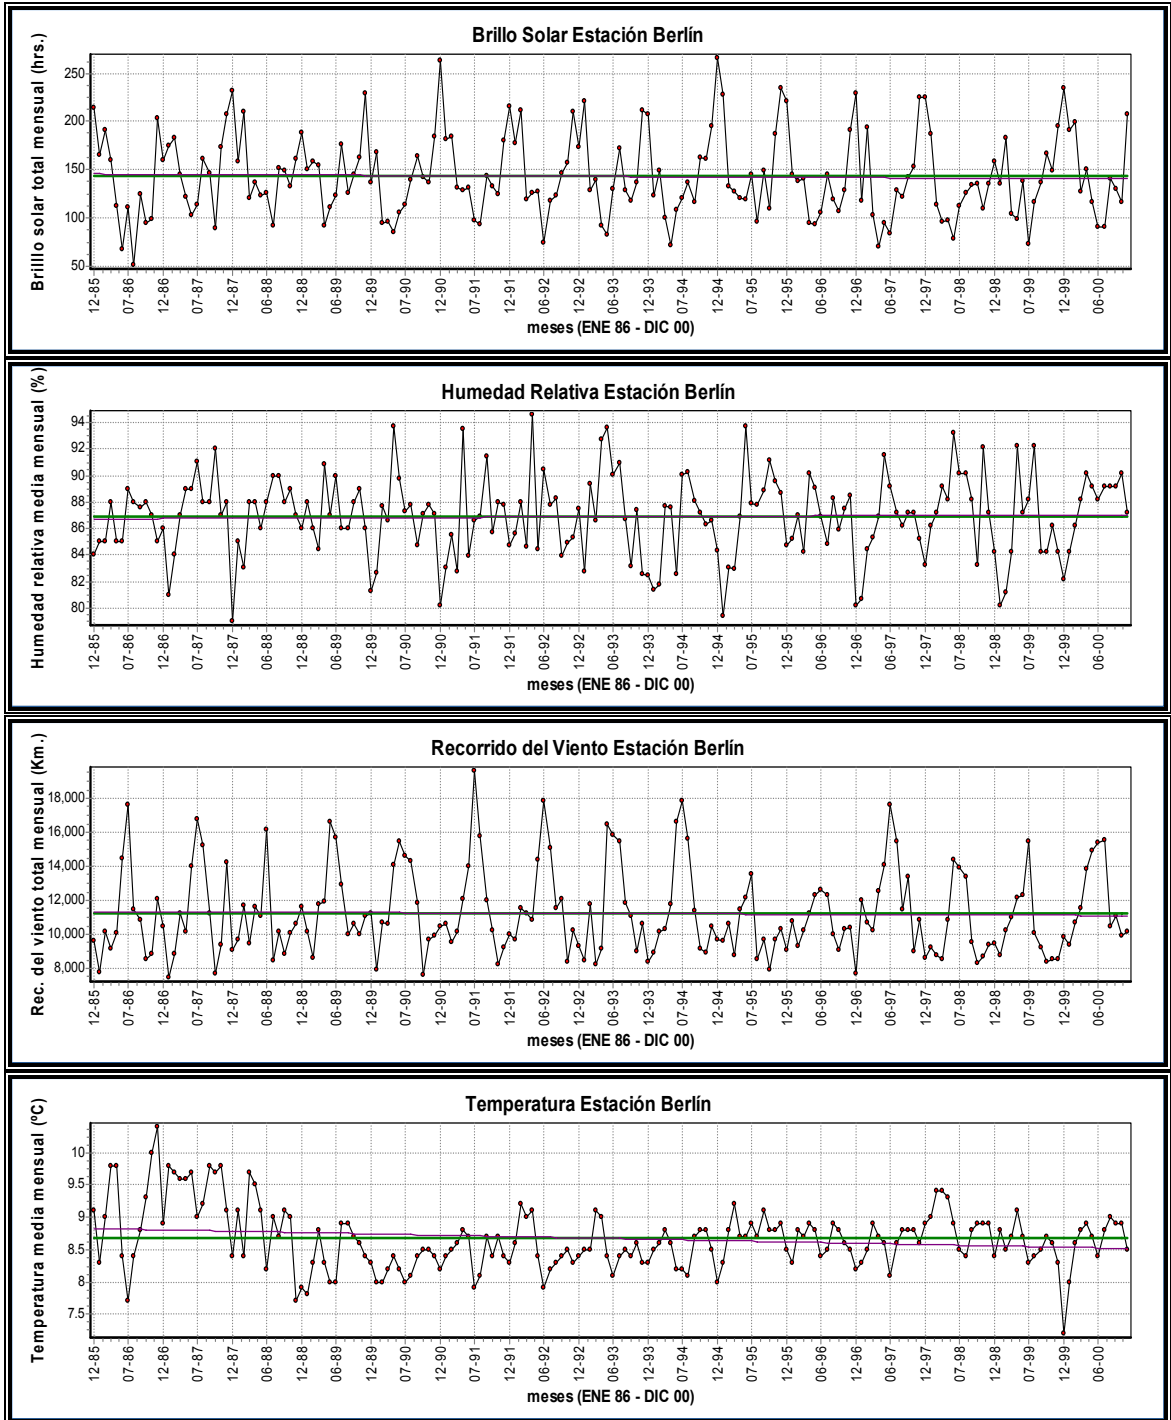 Brillo Solar Estación Berlín
Brilllo solar total mensual (hrs.)
250
200
150
100
50
12-85 07-86 12-86 07-87 12-87 06-88 12-88 06-89 12-89 07-90 12-90 07-91 12-91 06-92 12-92 06-93 12-93 07-94 12-94 07-95 12-95 06-96 12-96 06-97 12-97 07-98 12-98 07-99 12-99 06-00
meses (ENE 86 - DIC 00)
Humedad Relativa Estación Berlín
Humedad relativa media mensual (%)
94
92
90
88
86
84
82
80
12-85 07-86 12-86 07-87 12-87 06-88 12-88 06-89 12-89 07-90 12-90 07-91 12-91 06-92 12-92 06-93 12-93 07-94 12-94 07-95 12-95 06-96 12-96 06-97 12-97 07-98 12-98 07-99 12-99 06-00
meses (ENE 86 - DIC 00)
Recorrido del Viento Estación Berlín
Rec. del viento total mensual (Km.)
18,000
16,000
14,000
12,000
10,000
8,000
12-85 07-86 12-86 07-87 12-87 06-88 12-88 06-89 12-89 07-90 12-90 07-91 12-91 06-92 12-92 06-93 12-93 07-94 12-94 07-95 12-95 06-96 12-96 06-97 12-97 07-98 12-98 07-99 12-99 06-00
meses (ENE 86 - DIC 00)
Temperatura Estación Berlín
Temperatura media mensual (ºC)
10
9.5
9
8.5
8
7.5
12-85 07-86 12-86 07-87 12-87 06-88 12-88 06-89 12-89 07-90 12-90 07-91 12-91 06-92 12-92 06-93 12-93 07-94 12-94 07-95 12-95 06-96 12-96 06-97 12-97 07-98 12-98 07-99 12-99 06-00
meses (ENE 86 - DIC 00)